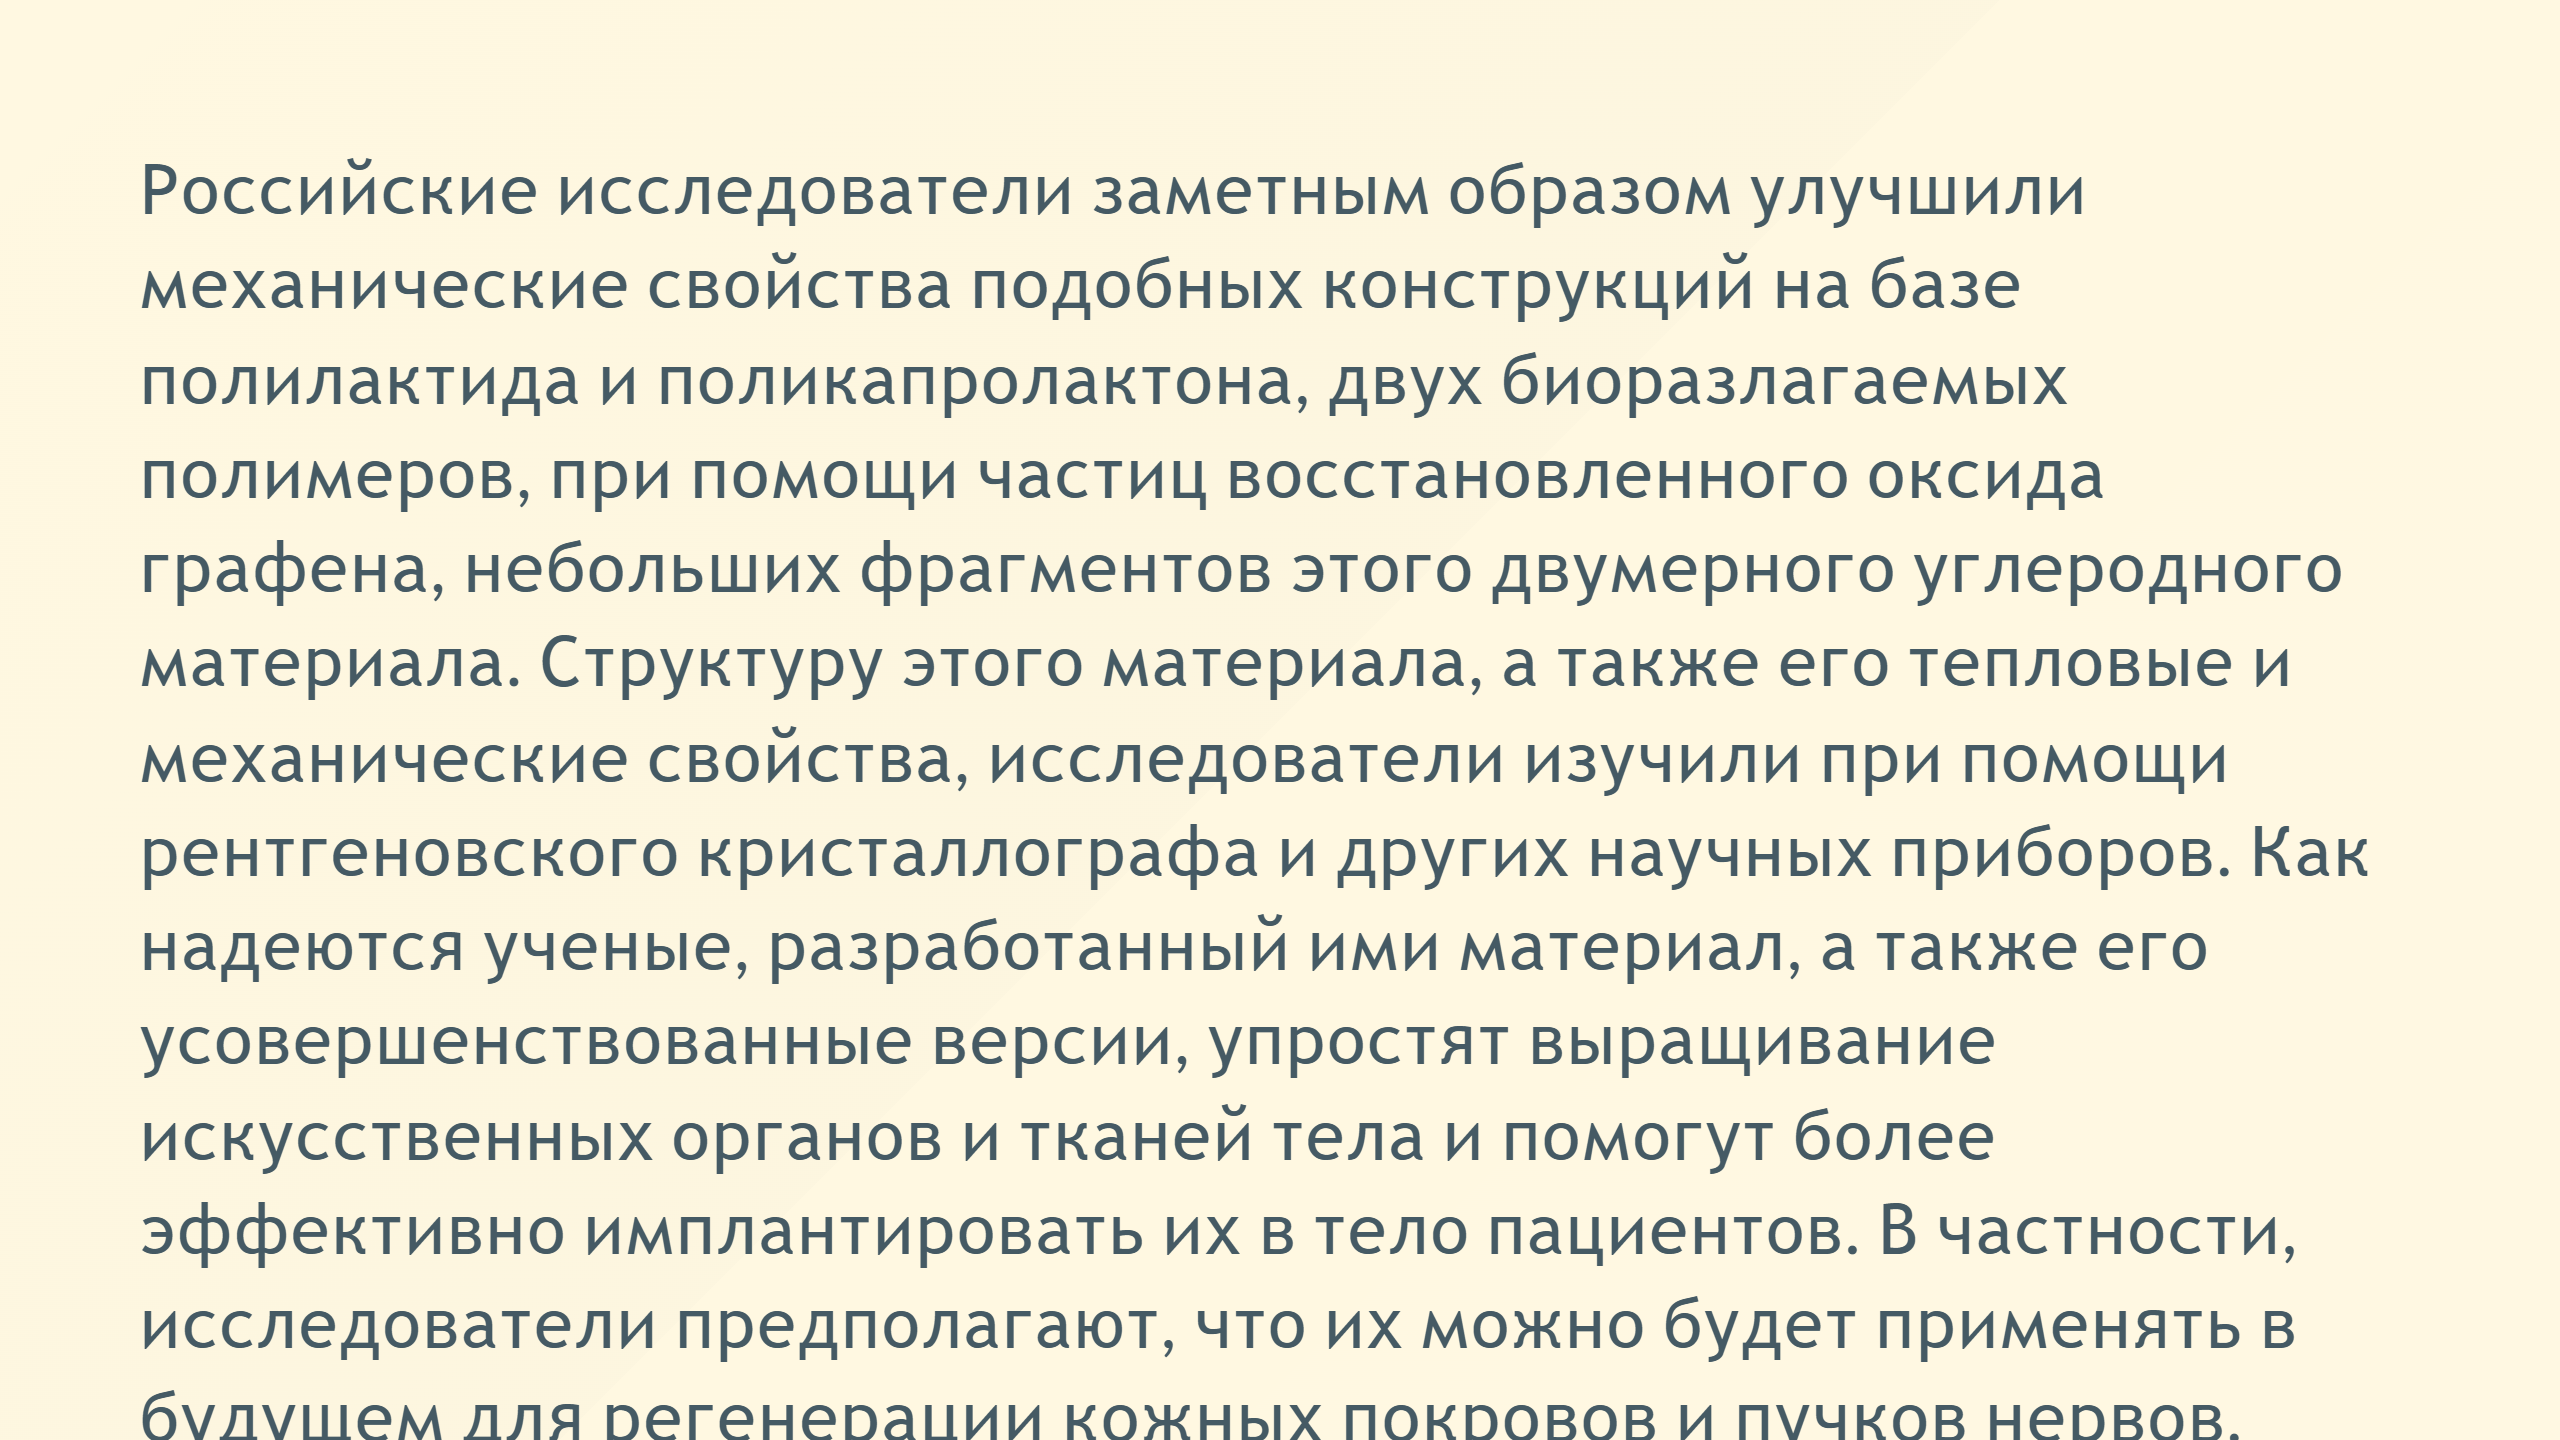 Российские исследователи заметным образом улучшили
механические свойства подобных конструкций на базе
полилактида и поликапролактона, двух биоразлагаемых
полимеров, при помощи частиц восстановленного оксида
графена, небольших фрагментов этого двумерного углеродного
материала. Структуру этого материала, а также его тепловые и
механические свойства, исследователи изучили при помощи
рентгеновского кристаллографа и других научных приборов. Как
надеются ученые, разработанный ими материал, а также его
усовершенствованные версии, упростят выращивание
искусственных органов и тканей тела и помогут более
эффективно имплантировать их в тело пациентов. В частности,
исследователи предполагают, что их можно будет применять в
будущем для регенерации кожных покровов и пучков нервов.